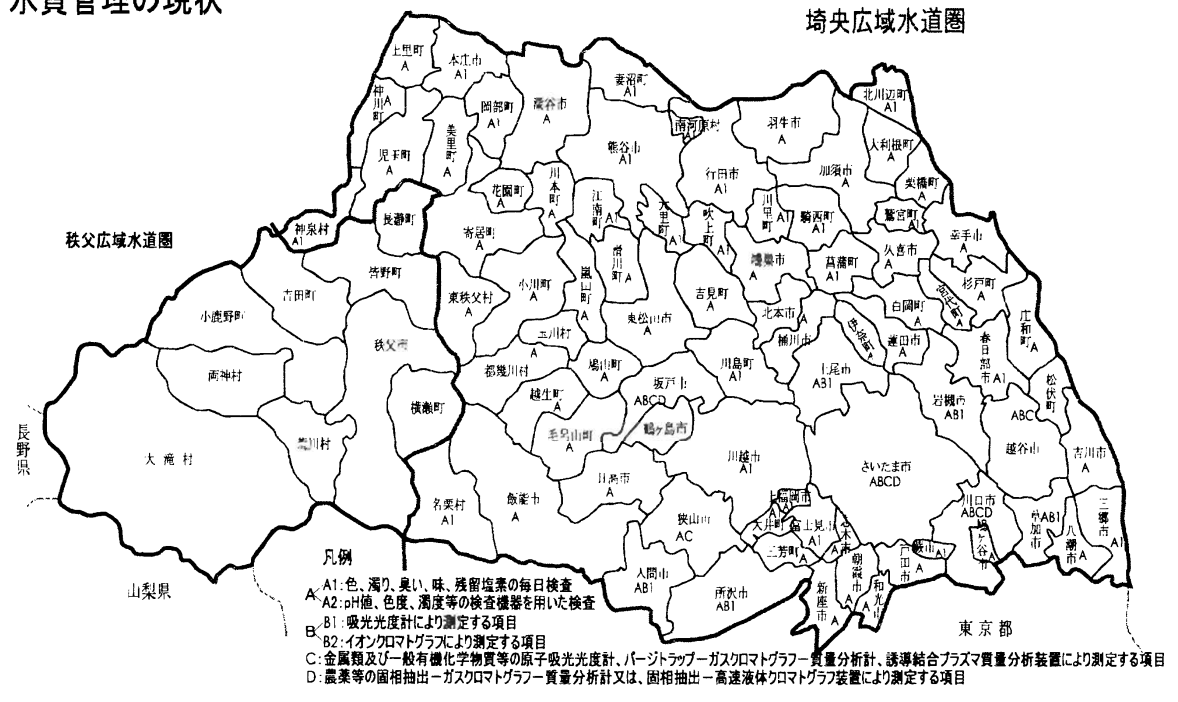 水質管理の現状
埼央広域水道圏
秩父広域水道圏
上里町
A
本庄市
A1
神川町
A
岡部町
A1
深谷市
A
妻沼町
A1
北川辺町
A1
南河原村
A1
羽生市
A
大利根町
A
児玉町
A
美里町
A
熊谷市
A1
行田市
A1
加須市
A
栗橋町
A
花園町
A
川本町
A
江南町
A1
大里町
A1
吹上町
A1
川里町
A1
騎西町
A1
鷲宮町
A
幸手市
A
神泉村
A1
長瀞町
寄居町
A
皆野町
吉田町
小鹿野町
東秩父村
A
小川町
A
嵐山町
A
滑川町
A
吉見町
A
鴻巣市
A
菖蒲町
A1
久喜市
A
杉戸町
A
宮代町
A
白岡町
A
庄和町
A
秩父市
両神村
玉川村
A
東松山市
A
北本市
A
桶川市
A
伊奈町
A
蓮田市
A
春日部市
A1
都幾川村
鳩山町
A
川島町
A1
上尾市
AB1
岩槻市
AB1
松伏町
A
横瀬町
越生町
A
坂戸市
ABCD
毛呂山町
A
鶴ヶ島市
荒川村
大滝村
長野県
川越市
AB1
さいたま市
ABCD
ABC
越谷市
吉川市
A
名栗村
A1
飯能市
A
日高市
A
狭山市
AC
上福岡市
A
大井町
A
富士見市
A1
志木市
A
三芳町
A
川口市
ABCD
鳩ヶ谷市
A
草加市
AB1
八潮市
A
三郷市
A1
入間市
AB1
所沢市
AB1
新座市
A
朝霞市
A
和光市
A
戸田市
A
蕨市
A1
山梨県
東京都
凡例
A
A1:色、濁り、臭い、味、残留塩素の毎日検査
A2:pH値、色度、濁度等の検査機器を用いた検査
B
B1:吸光光度計により測定する項目
B2:イオンクロマトグラフにより測定する項目
C:金属類及び一般有機化学物質等の原子吸光光度計、パージトラップーガスクロマトグラフー質量分析計、誘導結合プラズマ質量分析装置により測定する項目
D:農薬等の固相抽出ーガスクロマトグラフー質量分析計又は、固相抽出ー高速液体クロマトグラフ装置により測定する項目